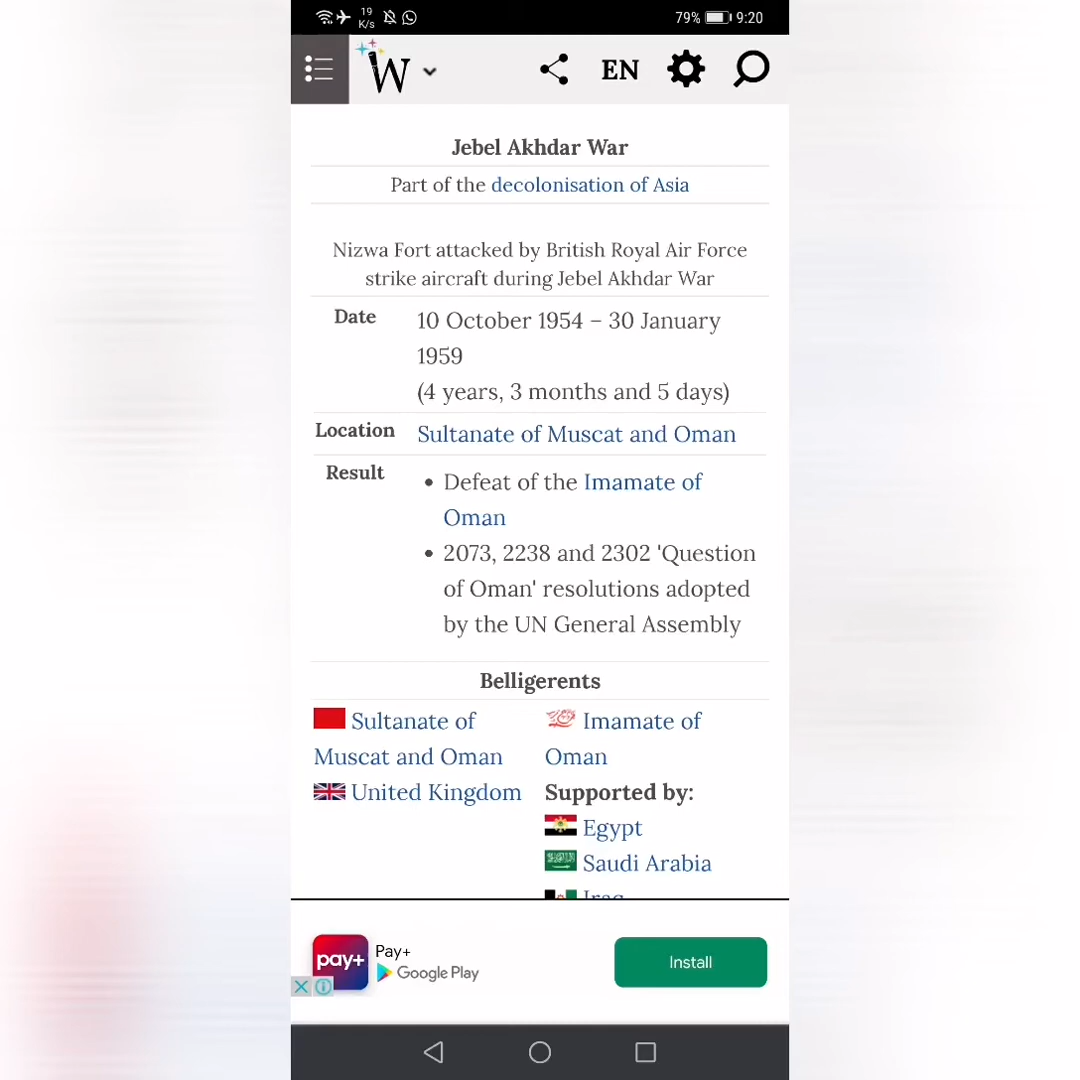 19
K/s
79%
9:20
W
EN
Jebel Akhdar War
Part of the decolonisation of Asia
Nizwa Fort attacked by British Royal Air Force
strike aircraft during Jebel Akhdar War
Date
10 October 1954 – 30 January
1959
(4 years, 3 months and 5 days)
Location
Sultanate of Muscat and Oman
Result
• Defeat of the Imamate of
Oman
• 2073, 2238 and 2302 'Question
of Oman' resolutions adopted
by the UN General Assembly
Belligerents
Sultanate of
Muscat and Oman
United Kingdom
Imamate of
Oman
Supported by:
Egypt
Saudi Arabia
Iraq
pay+
Pay+
Google Play
Install